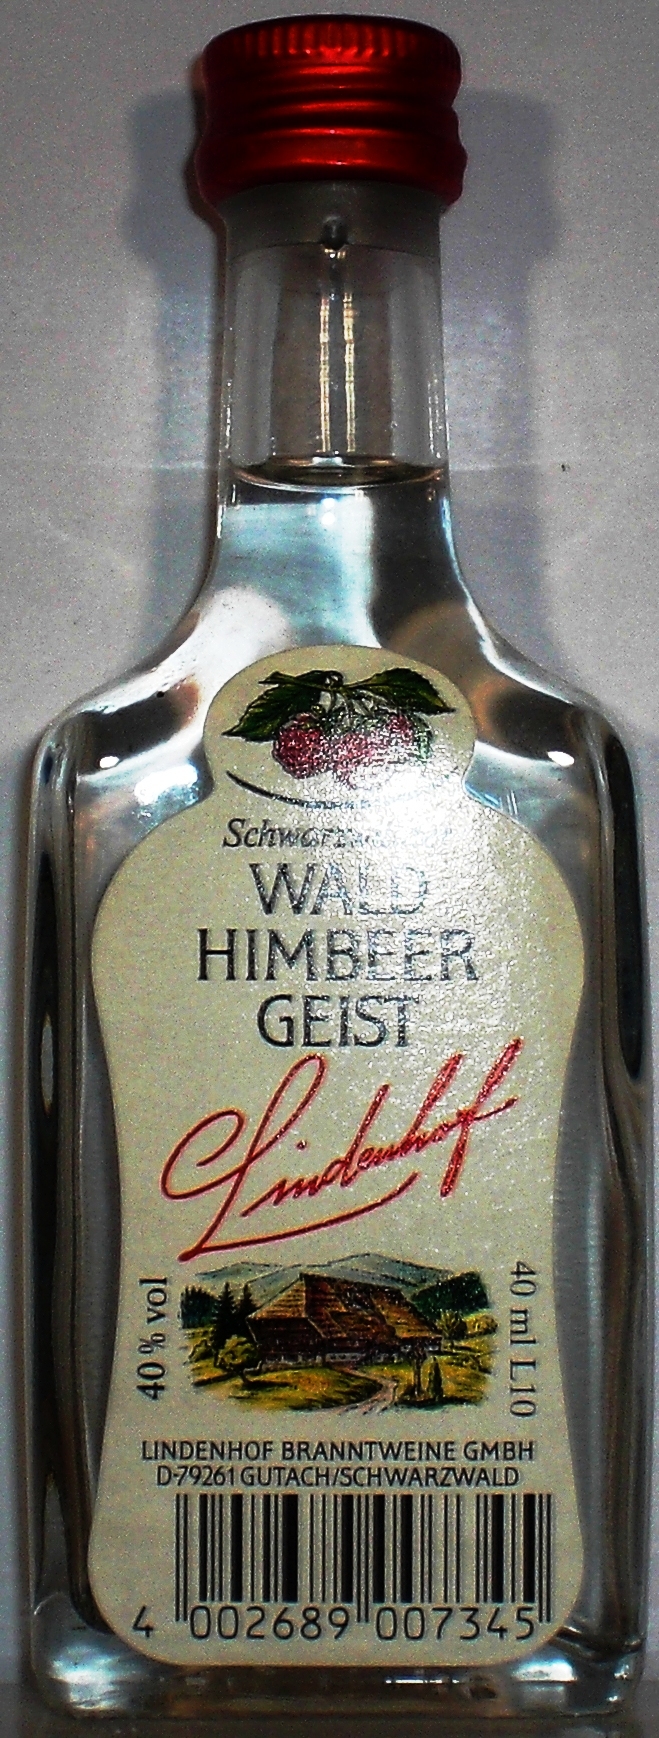 WALD
HIMBEER
GEIST
Lindenhof
40 % vol
40 ml L10
LINDENHOF BRANNTWEINE GMBH
D-79261 GUTACH/SCHWARZWALD
4 002689 007345